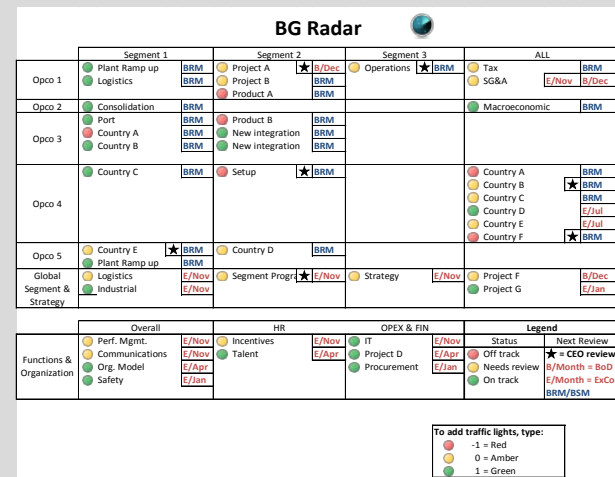 BG Radar
Segment 1 Segment 2 Segment 3 ALL
Opco 1
Plant Ramp up BRM Project A ★ B/Dec Operations ★ BRM Tax BRM
Logistics BRM Project B BRM SG&A E/Nov B/Dec
Product A BRM
Opco 2 Consolidation BRM Macroeconomic BRM
Opco 3
Port BRM Product B BRM
Country A BRM New integration BRM
Country B BRM New integration BRM
Opco 4
Country C BRM Setup ★ BRM Country A BRM
Country B ★ BRM
Country C BRM
Country D E/Jul
Country E E/Jul
Country F ★ BRM
Opco 5
Country E ★ BRM Country D BRM
Plant Ramp up BRM
Global Segment & Strategy
Logistics E/Nov Segment Progra ★ E/Nov Strategy E/Nov Project F B/Dec
Industrial E/Nov Project G E/Jan
Overall HR OPEX & FIN Legend
Functions & Organization
Perf. Mgmt. E/Nov Incentives E/Nov IT E/Nov Status Next Review
Communications E/Nov Talent E/Apr Project D E/Apr Off track ★ = CEO review
Org. Model E/Apr Procurement E/Jan Needs review B/Month = BoD
Safety E/Jan On track E/Month = ExCo
BRM/BSM
To add traffic lights, type:
-1 = Red
0 = Amber
1 = Green